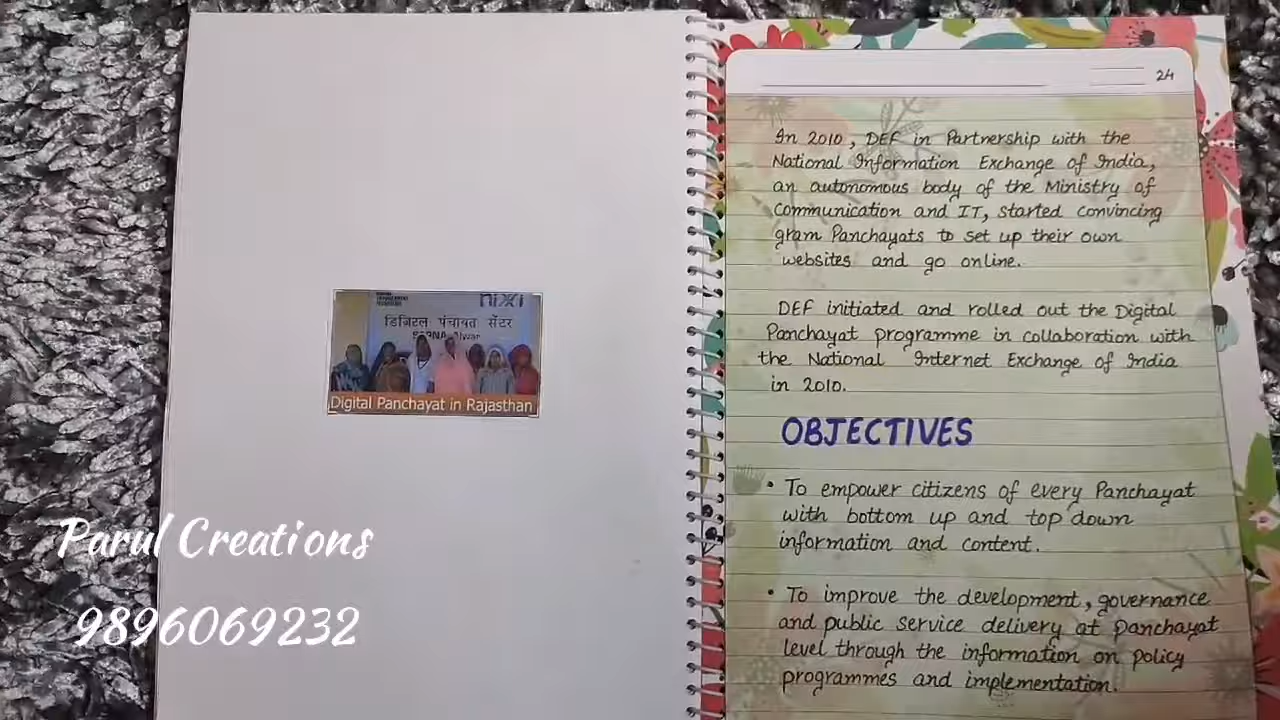 nixi
डिजिटल पंचायत सेंटर
Alwar
Digital Panchayat in Rajasthan
Parul Creations
9896069232
24
In 2010, DEF in Partnership with the
National Information Exchange of India,
an autonomous body of the Ministry of
Communication and IT, started convincing
gram Panchayats to set up their own
websites and go online.
DEF initiated and rolled out the Digital
Panchayat programme in collaboration with
the National Internet Exchange of India
in 2010.
OBJECTIVES
• To empower citizens of every Panchayat
with bottom up and top down
information and content.
• To improve the development, governance
and public service delivery at panchayat
level through the information on policy
programmes and implementation.